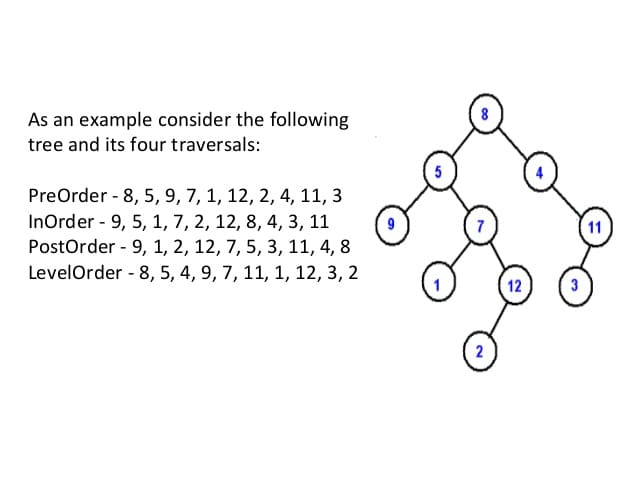 As an example consider the following
tree and its four traversals:
PreOrder - 8, 5, 9, 7, 1, 12, 2, 4, 11, 3
InOrder - 9, 5, 1, 7, 2, 12, 8, 4, 3, 11
PostOrder - 9, 1, 2, 12, 7, 5, 3, 11, 4, 8
LevelOrder - 8, 5, 4, 9, 7, 11, 1, 12, 3, 2
8
5 4
9 7 11
1 12 3
2